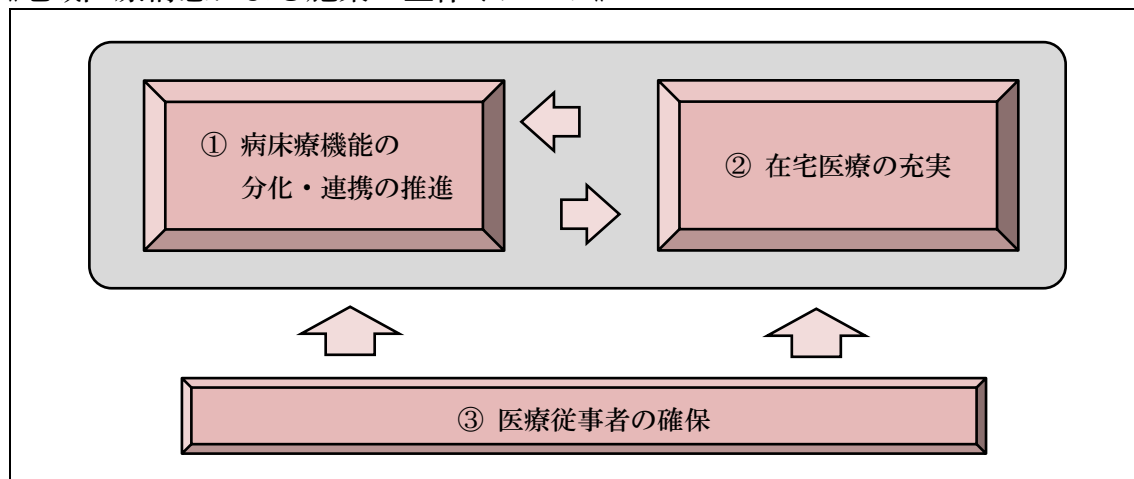 ① 病床療機能の
分化・連携の推進
② 在宅医療の充実
③ 医療従事者の確保